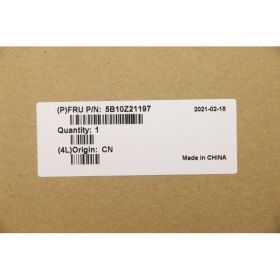 (P)FRU P/N: 5B10Z21197 2021-02-18
Quantity: 1
(4L)Origin: CN
Made In CHINA